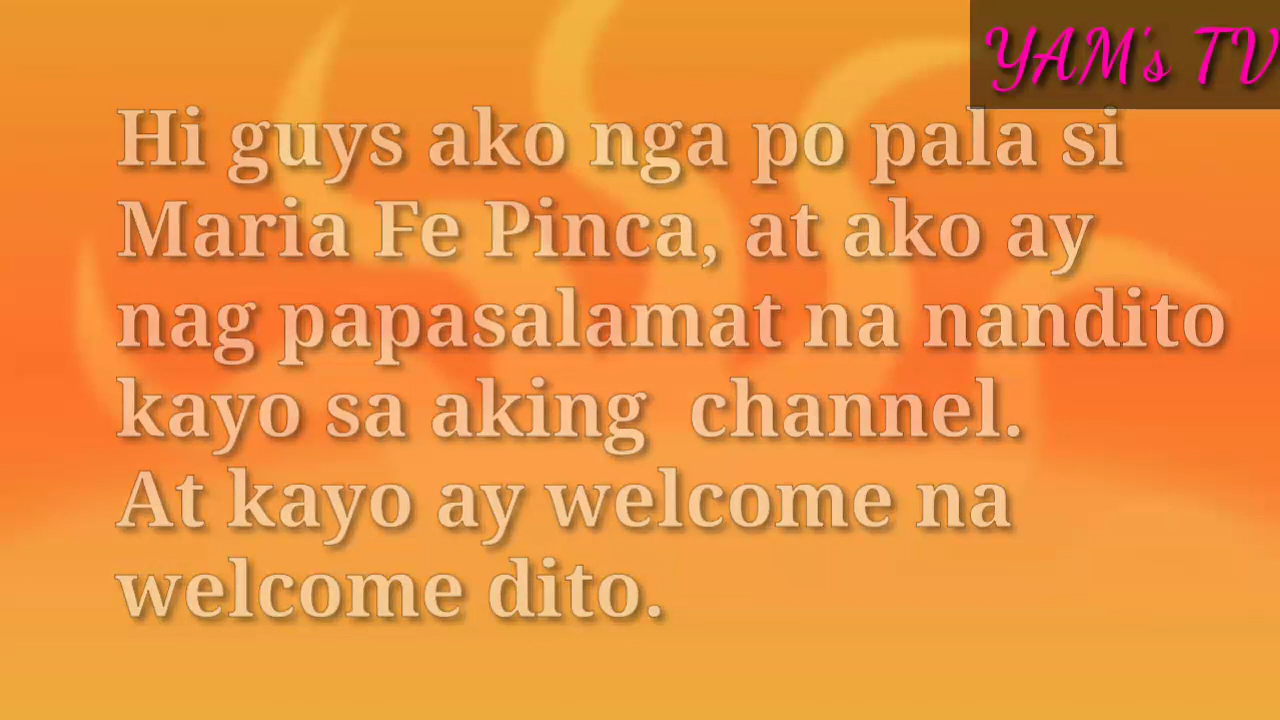 YAM's TV
Hi guys ako nga po pala si
Maria Fe Pinca, at ako ay
nag papasalamat na nandito
kayo sa aking  channel.
At kayo ay welcome na
welcome dito.